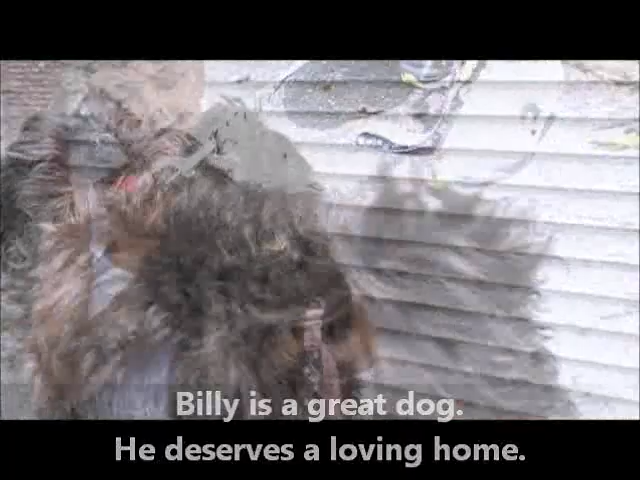 Billy is a great dog.
He deserves a loving home.